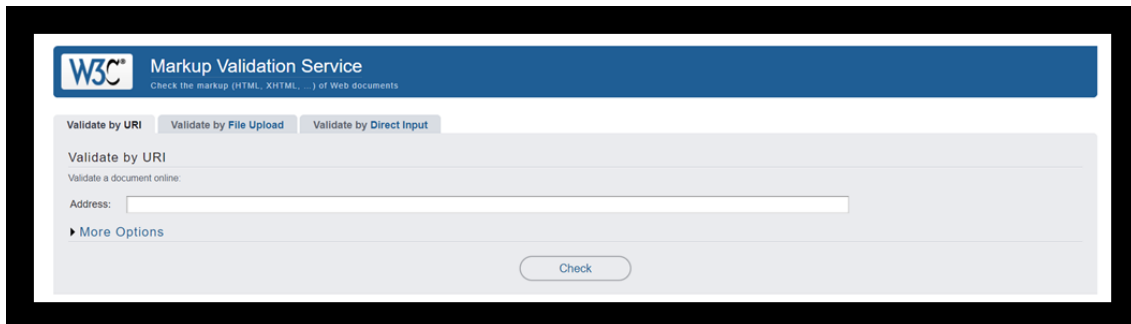 W3C®
Markup Validation Service
Check the markup (HTML, XHTML, ...) of Web documents
Validate by URI
Validate by File Upload
Validate by Direct Input
Validate by URI
Validate a document online:
Address:
More Options
Check